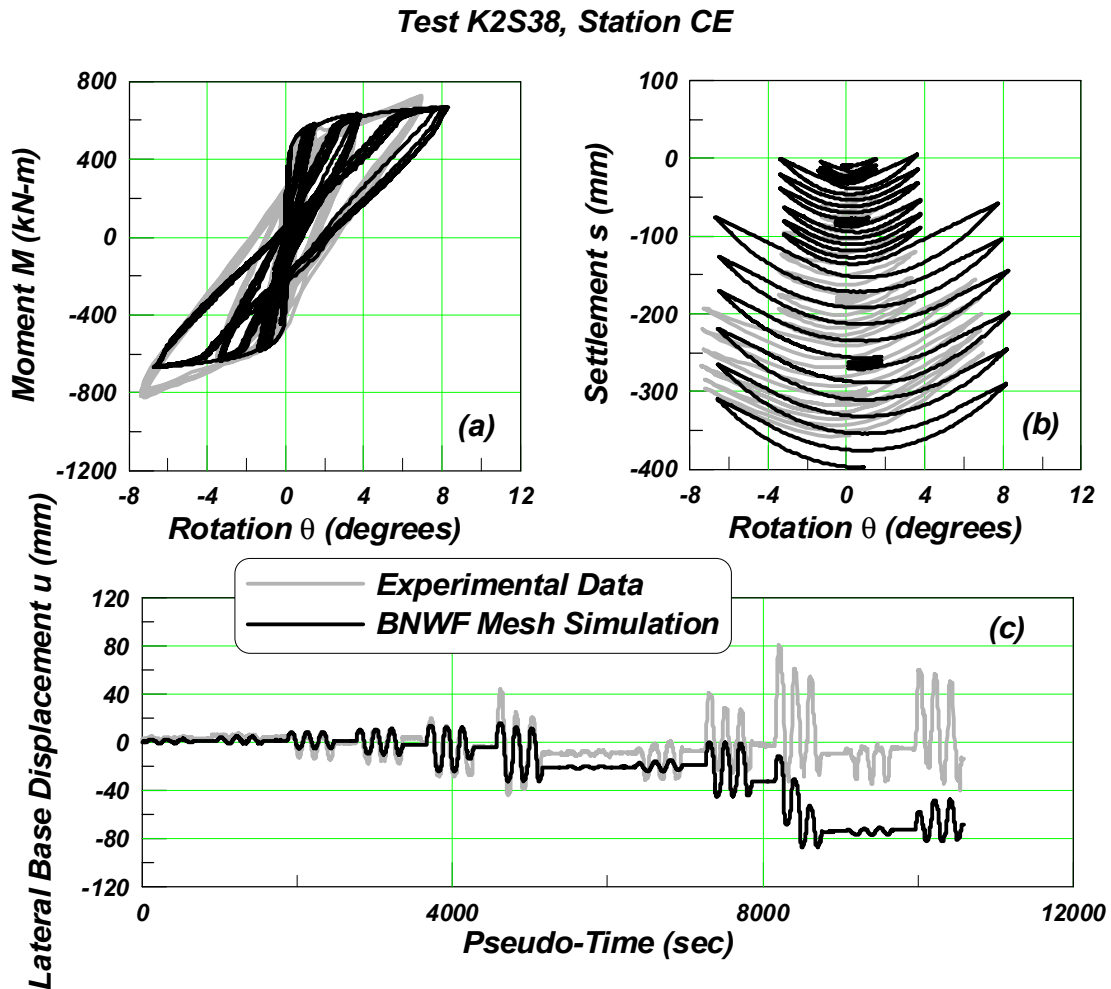 Test K2S38, Station CE
800
400
0
-400
-800
-1200
-8 -4 0 4 8 12
Moment M (kN-m)
Rotation θ (degrees)
(a)
100
0
-100
-200
-300
-400
-8 -4 0 4 8 12
Settlement s (mm)
Rotation θ (degrees)
(b)
Experimental Data
BNWF Mesh Simulation
(c)
120
80
40
0
-40
-80
-120
0 4000 8000 12000
Lateral Base Displacement u (mm)
Pseudo-Time (sec)